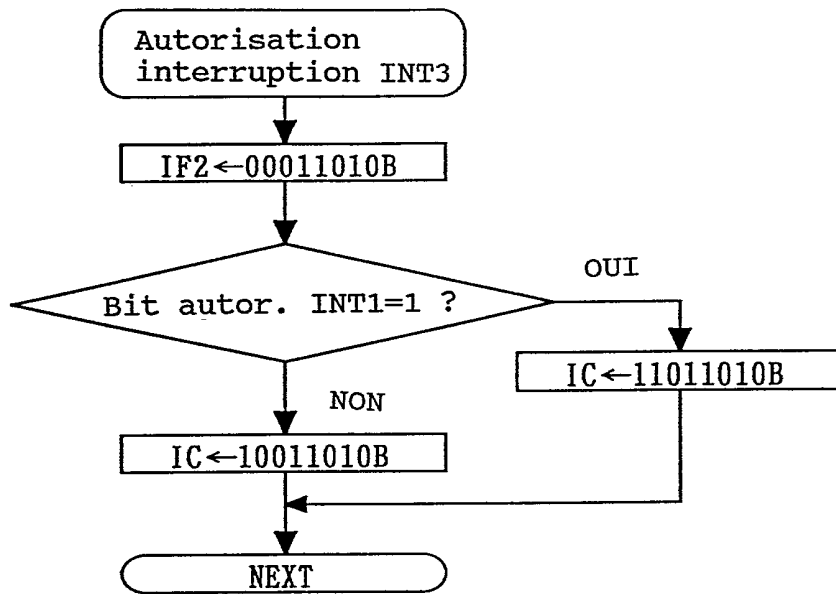 Autorisation
interruption INT3
IF2←00011010B
Bit autor. INT1=1 ?
OUI
IC←11011010B
NON
IC←10011010B
NEXT